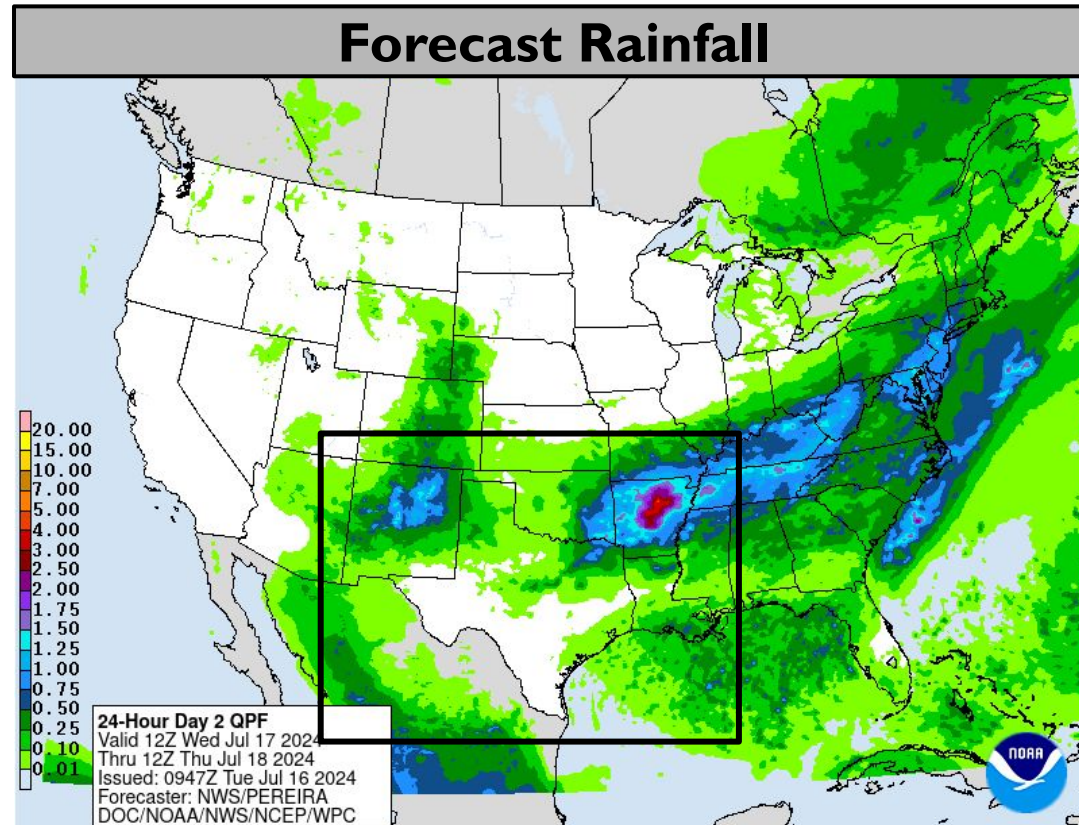 Forecast Rainfall
20.00
15.00
10.00
7.00
5.00
4.00
3.00
2.50
2.00
1.75
1.50
1.25
1.00
0.75
0.50
0.25
0.10
0.01
24-Hour Day 2 QPF
Valid 12Z Wed Jul 17 2024
Thru 12Z Thu Jul 18 2024
Issued: 0947Z Tue Jul 16 2024
Forecaster: NWS/PEREIRA
DOC/NOAA/NWS/NCEP/WPC
NOAA